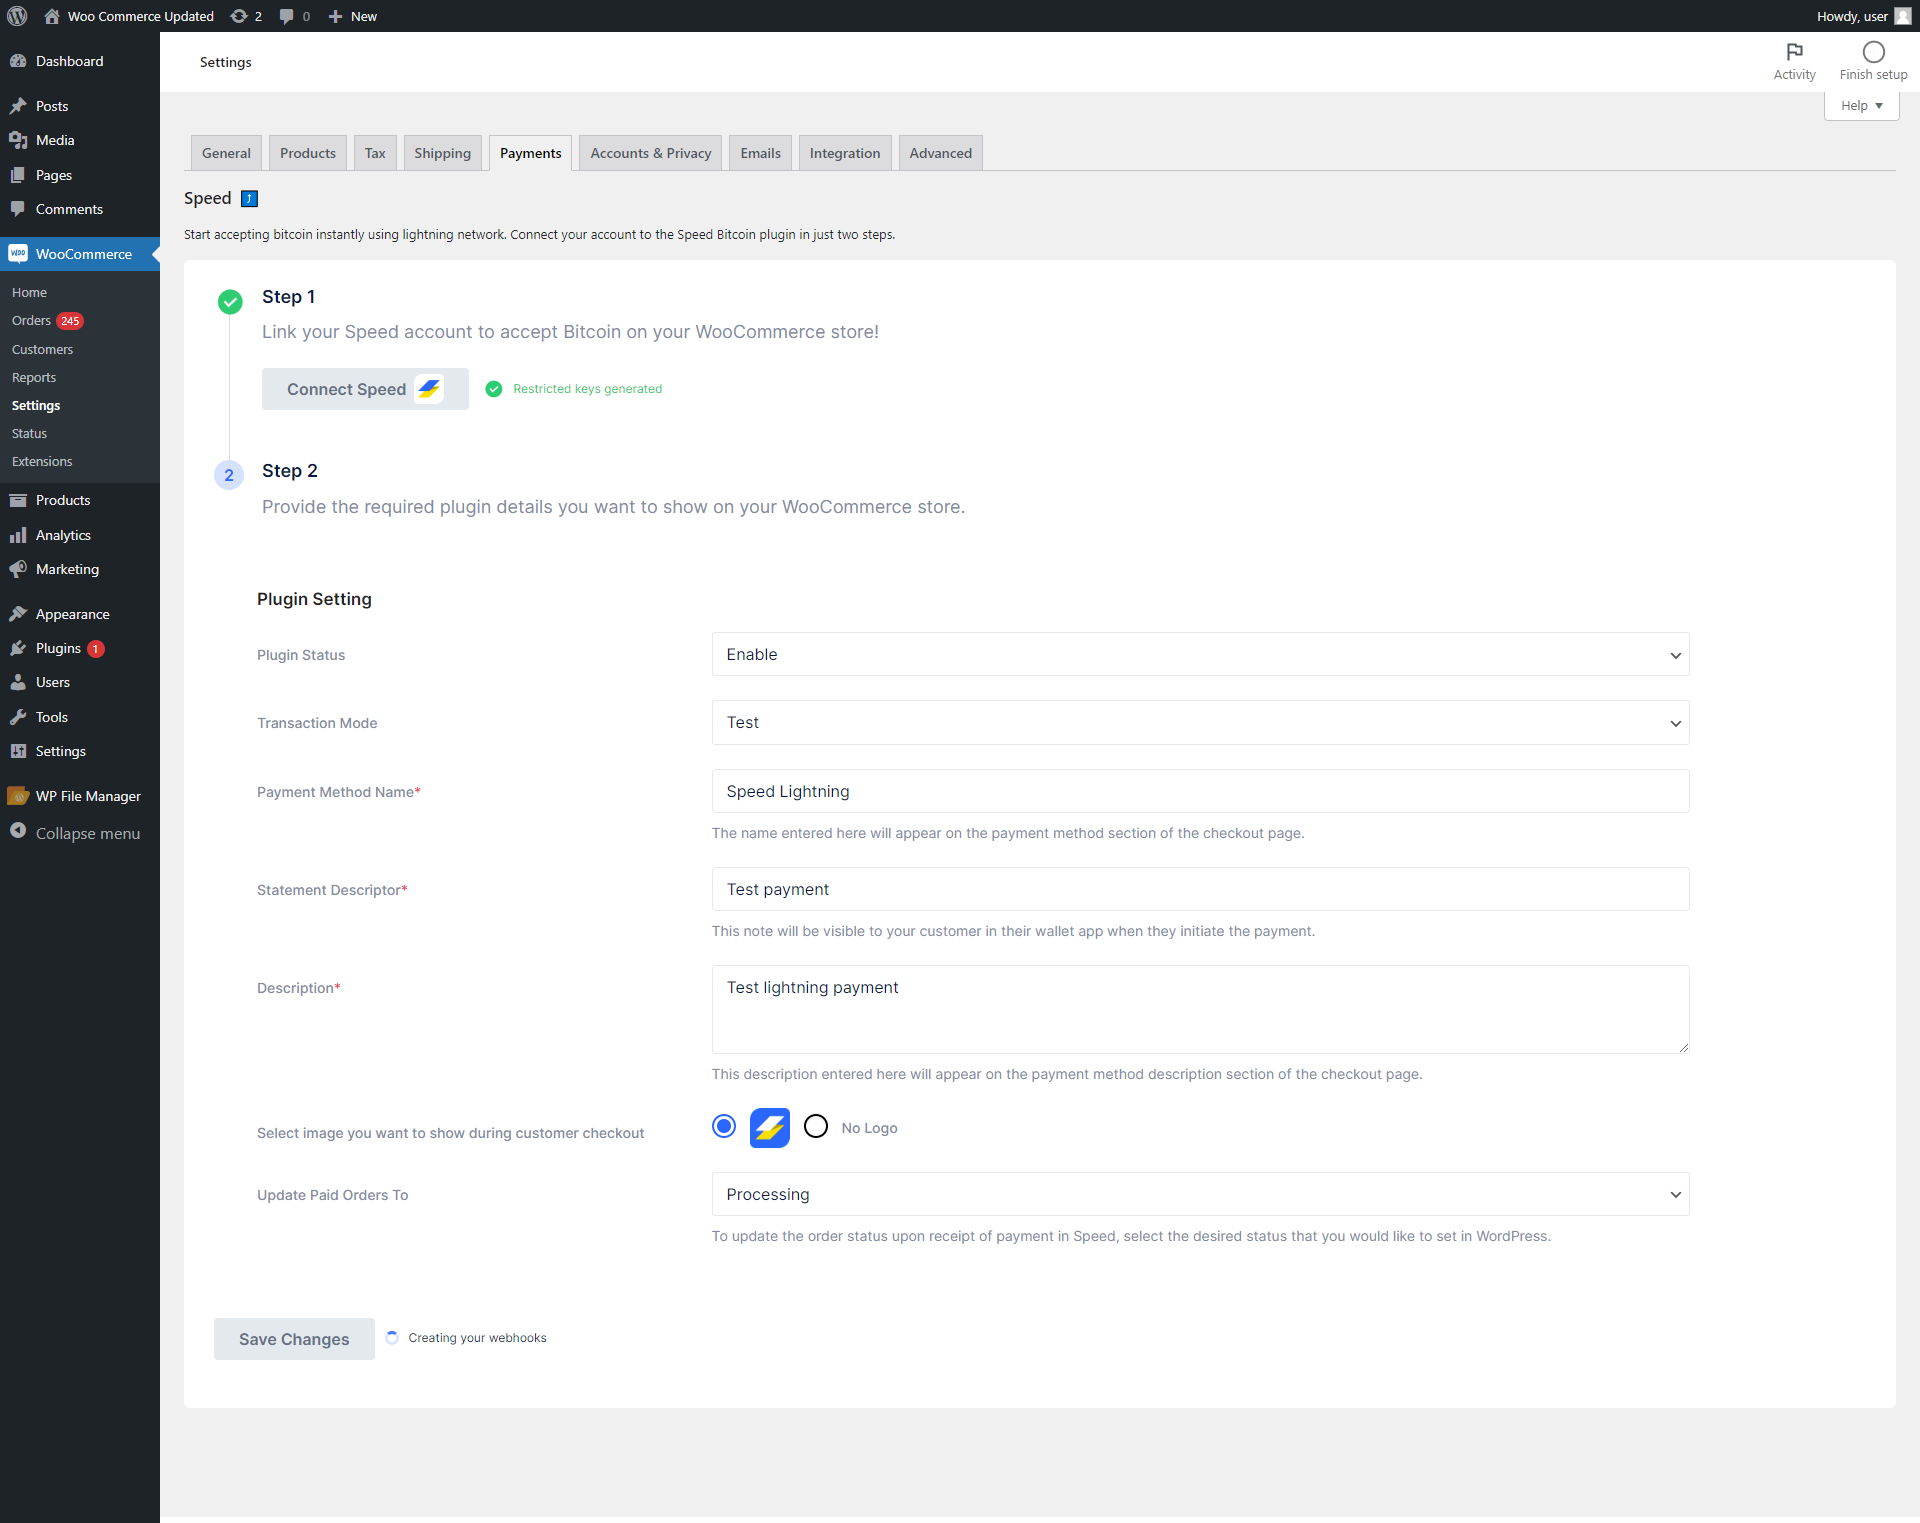 Woo Commerce Updated 2 0 New Howdy, user
Dashboard
Posts
Media
Pages
Comments
WooCommerce
Home
Orders 245
Customers
Reports
Settings
Status
Extensions
Products
Analytics
Marketing
Appearance
Plugins 1
Users
Tools
Settings
WP File Manager
Collapse menu
Settings
Activity
Finish setup
Help
General Products Tax Shipping Payments Accounts & Privacy Emails Integration Advanced
Speed
Start accepting bitcoin instantly using lightning network. Connect your account to the Speed Bitcoin plugin in just two steps.
Step 1
Link your Speed account to accept Bitcoin on your WooCommerce store!
Connect Speed Restricted keys generated
2 Step 2
Provide the required plugin details you want to show on your WooCommerce store.
Plugin Setting
Plugin Status Enable
Transaction Mode Test
Payment Method Name* Speed Lightning
The name entered here will appear on the payment method section of the checkout page.
Statement Descriptor* Test payment
This note will be visible to your customer in their wallet app when they initiate the payment.
Description* Test lightning payment
This description entered here will appear on the payment method description section of the checkout page.
Select image you want to show during customer checkout No Logo
Update Paid Orders To Processing
To update the order status upon receipt of payment in Speed, select the desired status that you would like to set in WordPress.
Save Changes Creating your webhooks